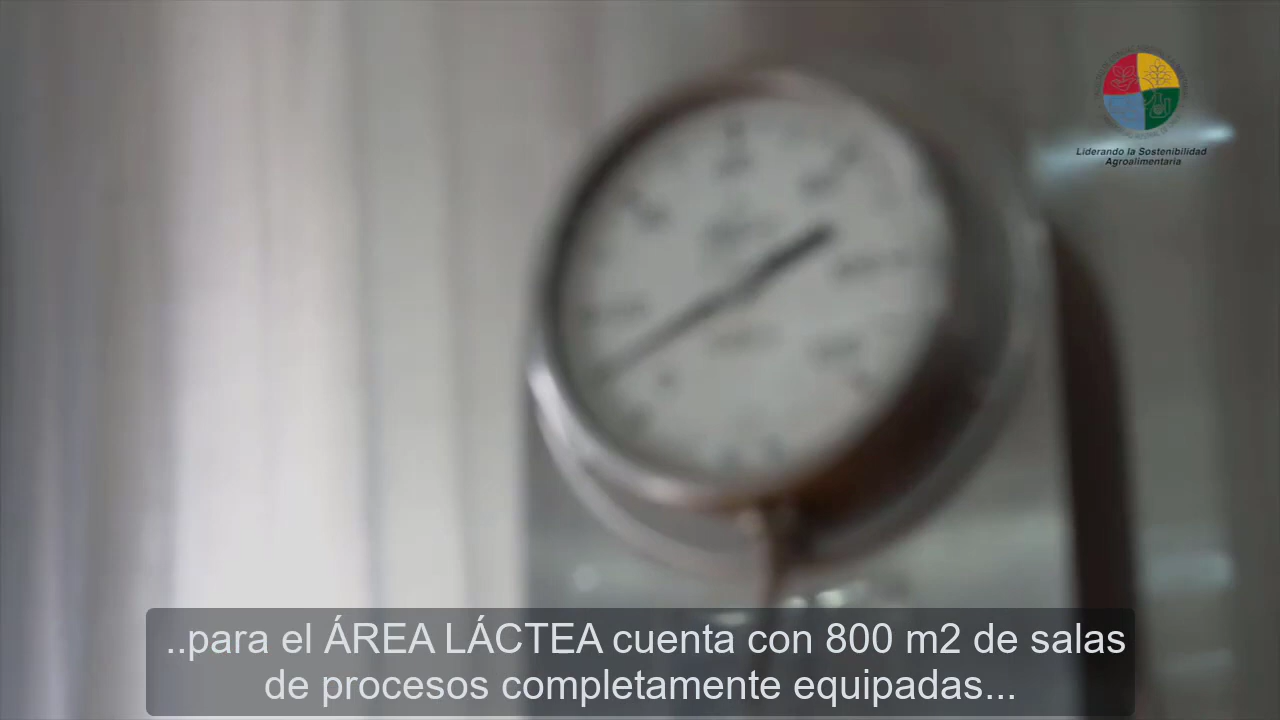 Liderando la Sostenibilidad
Agroalimentaria
..para el ÁREA LÁCTEA cuenta con 800 m2 de salas
de procesos completamente equipadas...